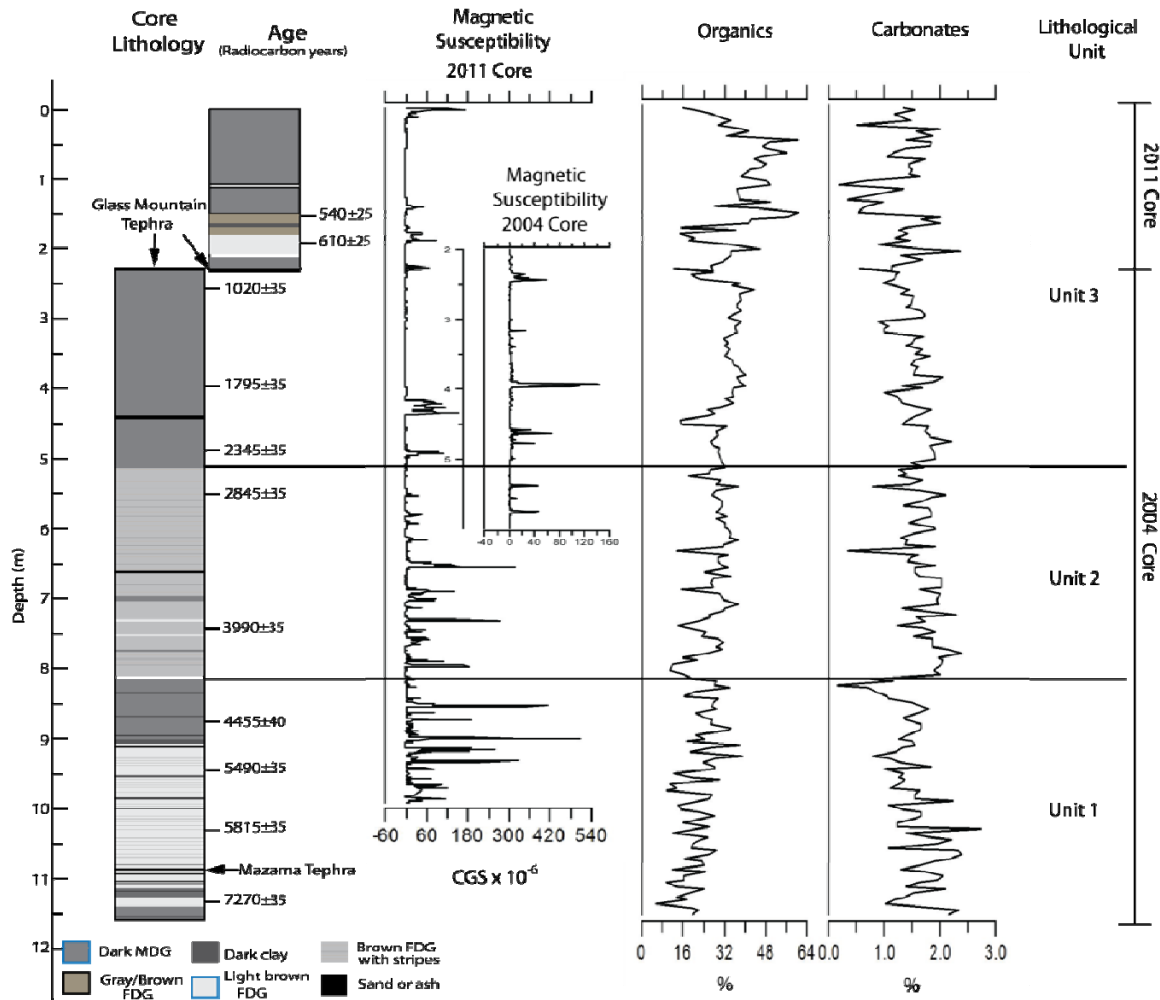 Core
Lithology
Age
(Radiocarbon years)
Magnetic
Susceptibility
2011 Core
Organics
Carbonates
Lithological
Unit
0
1
2
3
4
5
6
7
8
9
10
11
12
Depth (m)
Glass Mountain
Tephra
540±25
610±25
1020±35
1795±35
2345±35
2845±35
3990±35
4455±40
5490±35
5815±35
Mazama Tephra
7270±35
Magnetic
Susceptibility
2004 Core
2
3
4
5
-40 0 40 80 120 160
-60 60 180 300 420 540
CGS x 10⁻⁶
0 16 32 48 64
%
0.0 1.0 2.0 3.0
%
Unit 3
Unit 2
Unit 1
2011 Core
2004 Core
Dark MDG
Dark clay
Brown FDG
with stripes
Gray/Brown
FDG
Light brown
FDG
Sand or ash